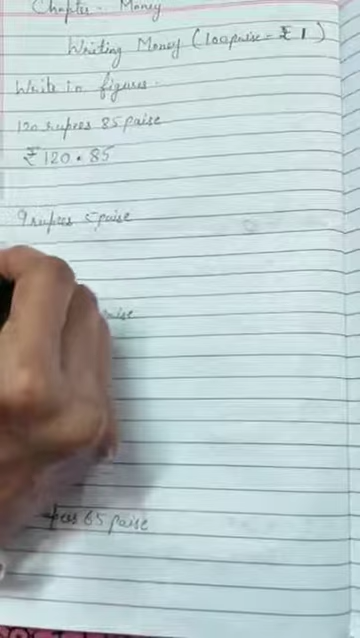 Chapter - Money
Writing Money (100 paise = ₹ 1)
Write in figures.
120 rupees 85 paise
₹ 120.85
9 rupees 5 paise
paise
65 paise